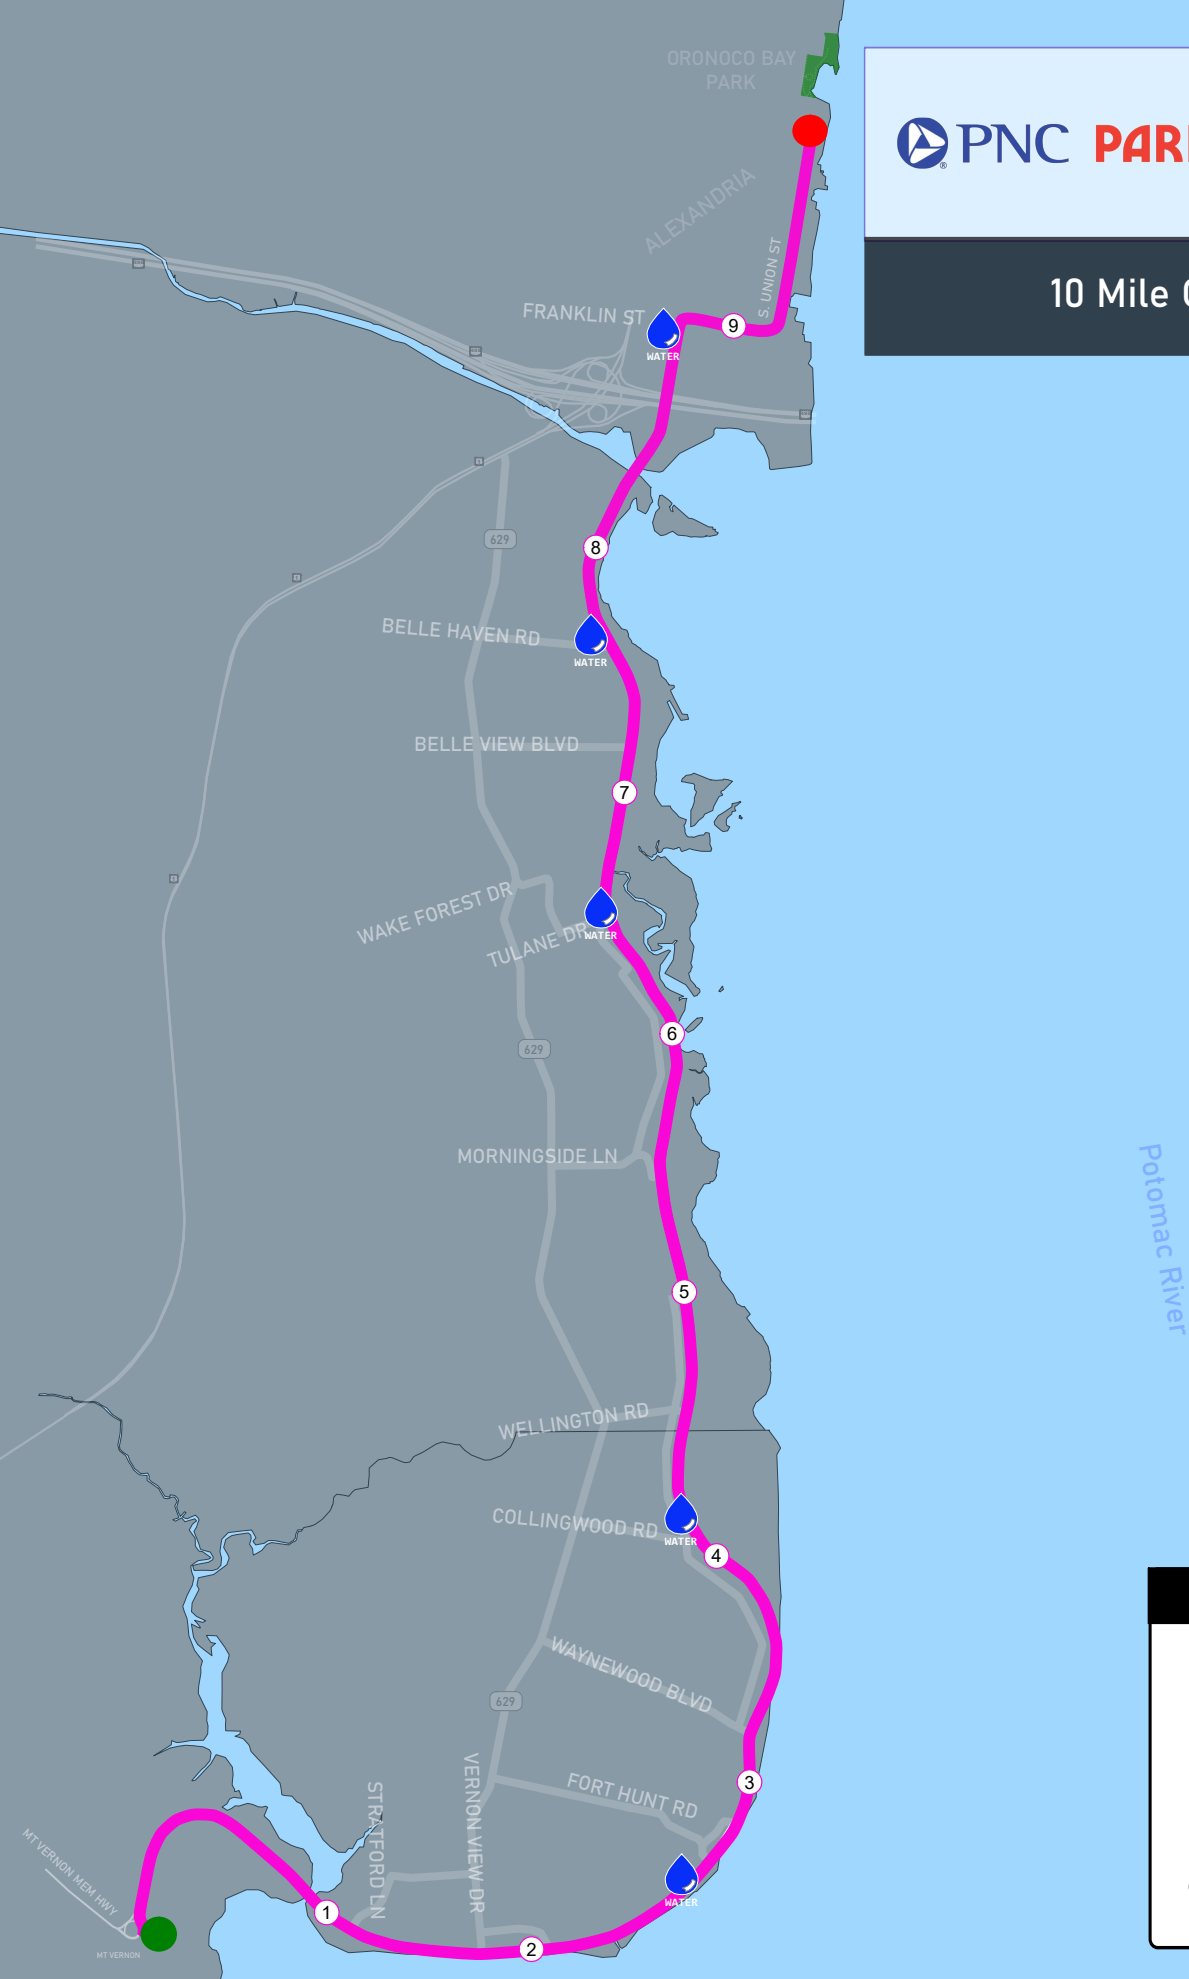 ORONOCO BAY
PARK
PNC PAR
ALEXANDRIA
S. UNION ST
10 Mile
FRANKLIN ST
9
WATER
629
8
BELLE HAVEN RD
WATER
BELLE VIEW BLVD
7
WAKE FOREST DR
TULANE DR
WATER
6
629
MORNINGSIDE LN
Potomac River
5
WELLINGTON RD
COLLINGWOOD RD
WATER
4
WAYNEWOOD BLVD
629
3
FORT HUNT RD
VERNON VIEW DR
STRATFORD LN
MT VERNON MEM HWY
WATER
1
2
MT VERNON